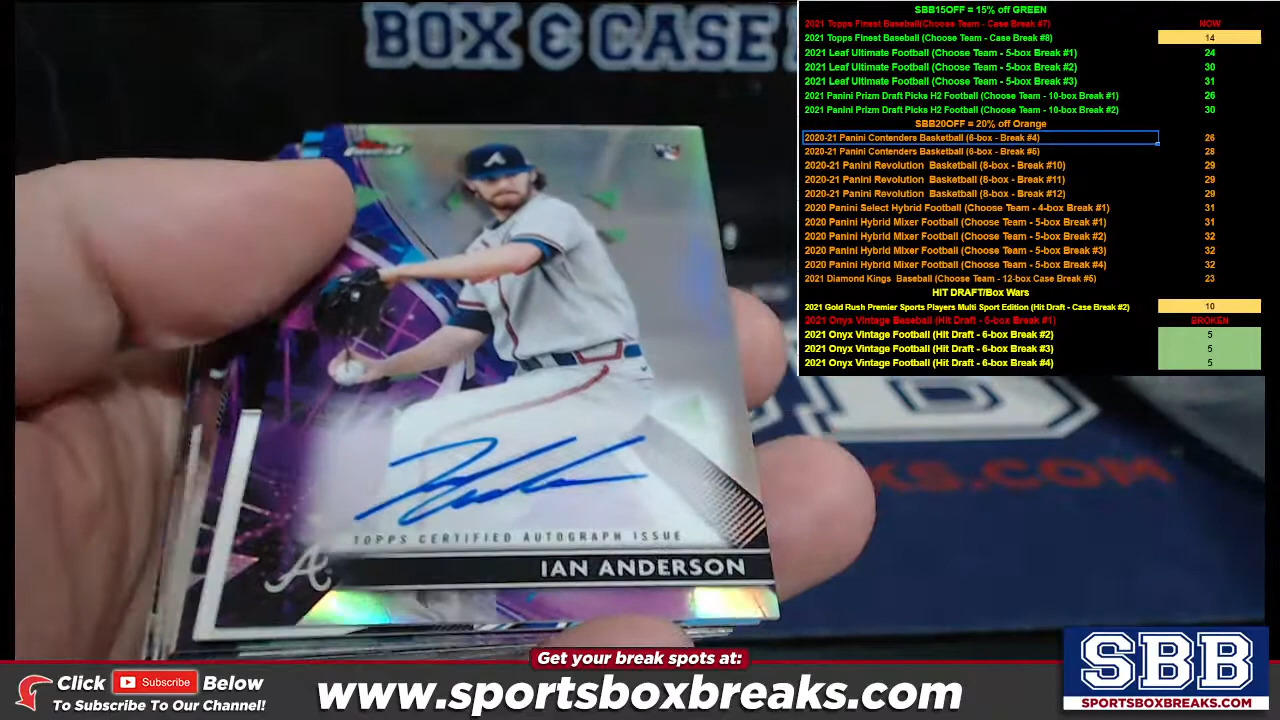 BOX & CASE
SBB15OFF = 15% off GREEN
2021 Topps Finest Baseball(Choose Team - Case Break #7) NOW
2021 Topps Finest Baseball (Choose Team - Case Break #8) 14
2021 Leaf Ultimate Football (Choose Team - 5-box Break #1) 24
2021 Leaf Ultimate Football (Choose Team - 5-box Break #2) 30
2021 Leaf Ultimate Football (Choose Team - 5-box Break #3) 31
2021 Panini Prizm Draft Picks H2 Football (Choose Team - 10-box Break #1) 26
2021 Panini Prizm Draft Picks H2 Football (Choose Team - 10-box Break #2) 30
SBB20OFF = 20% off Orange
2020-21 Panini Contenders Basketball (6-box - Break #4) 26
2020-21 Panini Contenders Basketball (6-box - Break #5) 28
2020-21 Panini Revolution Basketball (8-box - Break #10) 29
2020-21 Panini Revolution Basketball (8-box - Break #11) 29
2020-21 Panini Revolution Basketball (8-box - Break #12) 29
2020 Panini Select Hybrid Football (Choose Team - 4-box Break #1) 31
2020 Panini Hybrid Mixer Football (Choose Team - 5-box Break #1) 31
2020 Panini Hybrid Mixer Football (Choose Team - 5-box Break #2) 32
2020 Panini Hybrid Mixer Football (Choose Team - 5-box Break #3) 32
2020 Panini Hybrid Mixer Football (Choose Team - 5-box Break #4) 32
2021 Diamond Kings Baseball (Choose Team - 12-box Case Break #6) 23
HIT DRAFT/Box Wars
2021 Gold Rush Premier Sports Players Multi Sport Edition (Hit Draft - Case Break #2) 10
2021 Onyx Vintage Baseball (Hit Draft - 6-box Break #1) BROKEN
2021 Onyx Vintage Football (Hit Draft - 6-box Break #2) 5
2021 Onyx Vintage Football (Hit Draft - 6-box Break #3) 5
2021 Onyx Vintage Football (Hit Draft - 6-box Break #4) 5
TOPPS CERTIFIED AUTOGRAPH ISSUE
A
IAN ANDERSON
Get your break spots at:
Click Subscribe Below
To Subscribe To Our Channel!
www.sportsboxbreaks.com
SBB
SPORTSBOXBREAKS.COM